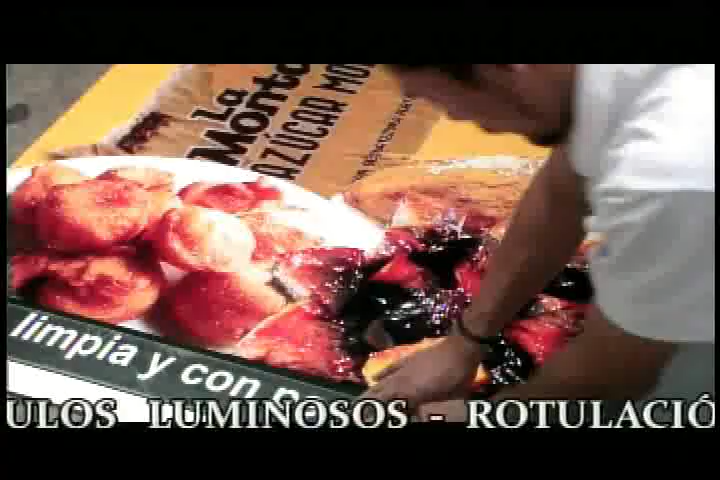 La
Monta
AZÚCAR MO
limpia y con
ULOS LUMINOSOS - ROTULACIÓ